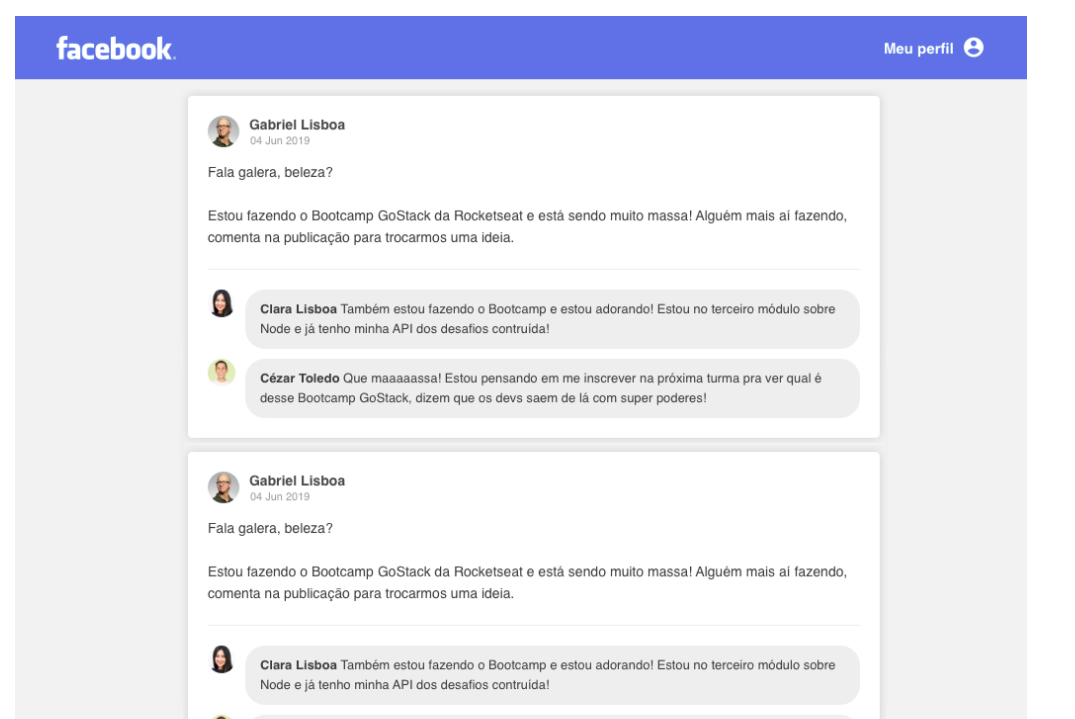 facebook.
Meu perfil
Gabriel Lisboa
04 Jun 2019
Fala galera, beleza?
Estou fazendo o Bootcamp GoStack da Rocketseat e está sendo muito massa! Alguém mais aí fazendo,
comenta na publicação para trocarmos uma ideia.
Clara Lisboa Também estou fazendo o Bootcamp e estou adorando! Estou no terceiro módulo sobre
Node e já tenho minha API dos desafios contruída!
Cézar Toledo Que maaaaassa! Estou pensando em me inscrever na próxima turma pra ver qual é
desse Bootcamp GoStack, dizem que os devs saem de lá com super poderes!
Gabriel Lisboa
04 Jun 2019
Fala galera, beleza?
Estou fazendo o Bootcamp GoStack da Rocketseat e está sendo muito massa! Alguém mais aí fazendo,
comenta na publicação para trocarmos uma ideia.
Clara Lisboa Também estou fazendo o Bootcamp e estou adorando! Estou no terceiro módulo sobre
Node e já tenho minha API dos desafios contruída!